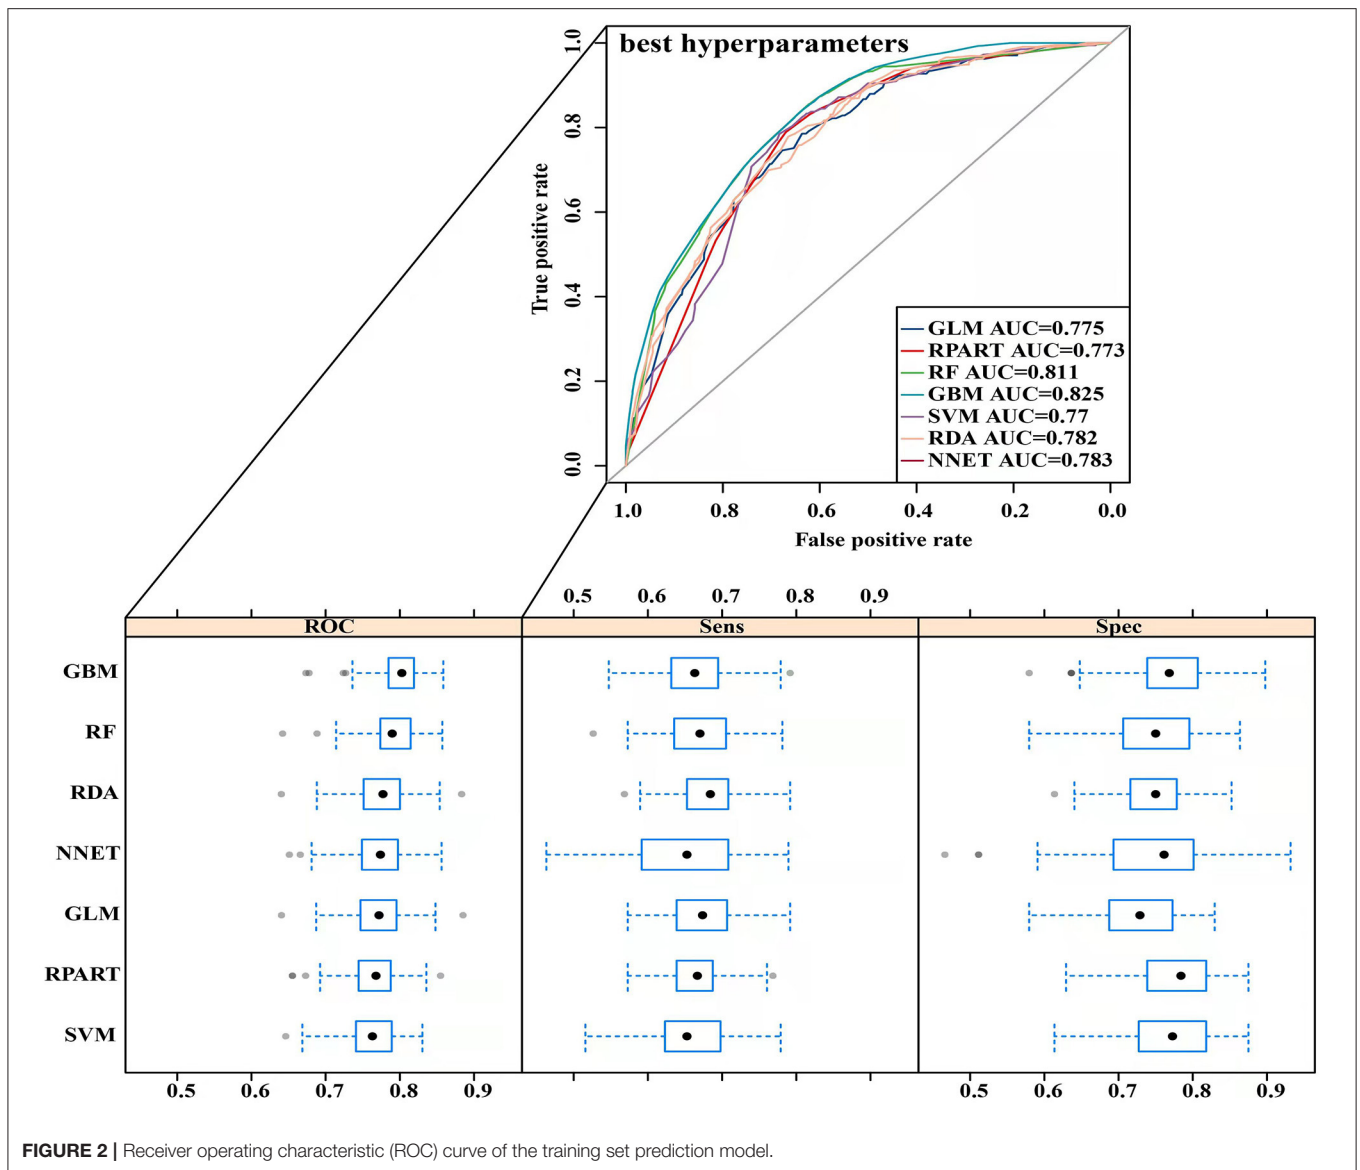 best hyperparameters
1.0
0.8
0.6
0.4
0.2
0.0
True positive rate
GLM AUC=0.775
RPART AUC=0.773
RF AUC=0.811
GBM AUC=0.825
SVM AUC=0.77
RDA AUC=0.782
NNET AUC=0.783
1.0 0.8 0.6 0.4 0.2 0.0
False positive rate
0.5 0.6 0.7 0.8 0.9
ROC Sens Spec
GBM
RF
RDA
NNET
GLM
RPART
SVM
0.5 0.6 0.7 0.8 0.9 0.5 0.6 0.7 0.8 0.9
FIGURE 2 | Receiver operating characteristic (ROC) curve of the training set prediction model.